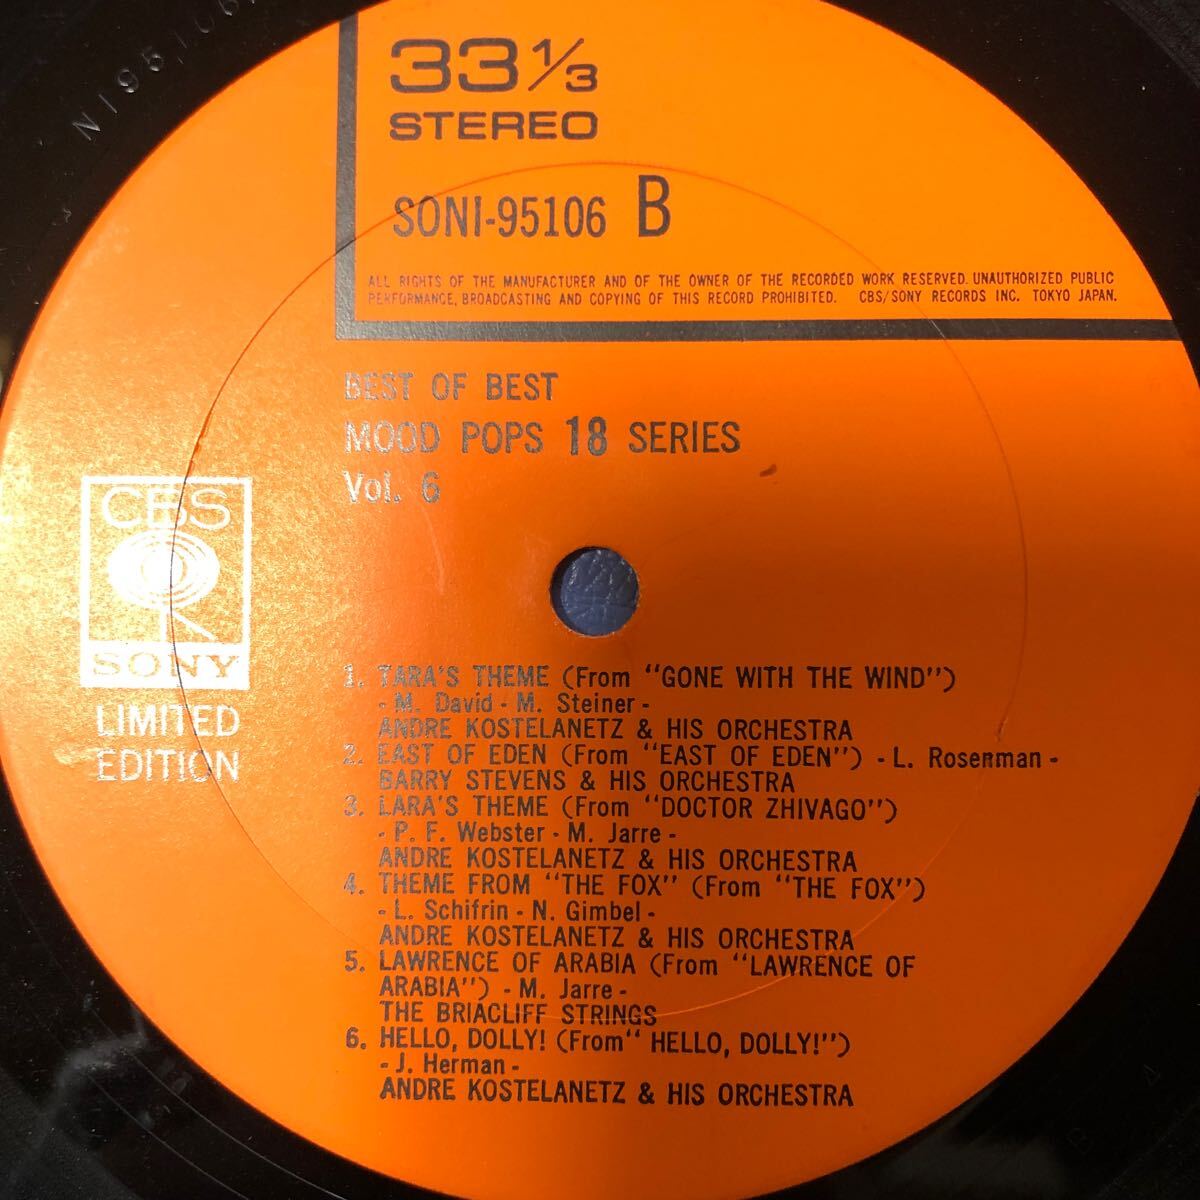 33 1/3
STEREO
SONI-95106 B
ALL RIGHTS OF THE MANUFACTURER AND OF THE OWNER OF THE RECORDED WORK RESERVED. UNAUTHORIZED PUBLIC
PERFORMANCE, BROADCASTING AND COPYING OF THIS RECORD PROHIBITED. CBS/SONY RECORDS INC. TOKYO JAPAN.
BEST OF BEST
MOOD POPS 18 SERIES
Vol. 6
CBS
SONY
LIMITED
EDITION
1. TARA'S THEME (From "GONE WITH THE WIND")
- M. David - M. Steiner -
ANDRE KOSTELANETZ & HIS ORCHESTRA
2. EAST OF EDEN (From "EAST OF EDEN") - L. Rosenman -
BARRY STEVENS & HIS ORCHESTRA
3. LARA'S THEME (From "DOCTOR ZHIVAGO")
- P. F. Webster - M. Jarre -
ANDRE KOSTELANETZ & HIS ORCHESTRA
4. THEME FROM "THE FOX" (From "THE FOX")
- L. Schifrin - N. Gimbel -
ANDRE KOSTELANETZ & HIS ORCHESTRA
5. LAWRENCE OF ARABIA (From "LAWRENCE OF
ARABIA") - M. Jarre -
THE BRIACLIFF STRINGS
6. HELLO, DOLLY! (From "HELLO, DOLLY!")
- J. Herman -
ANDRE KOSTELANETZ & HIS ORCHESTRA